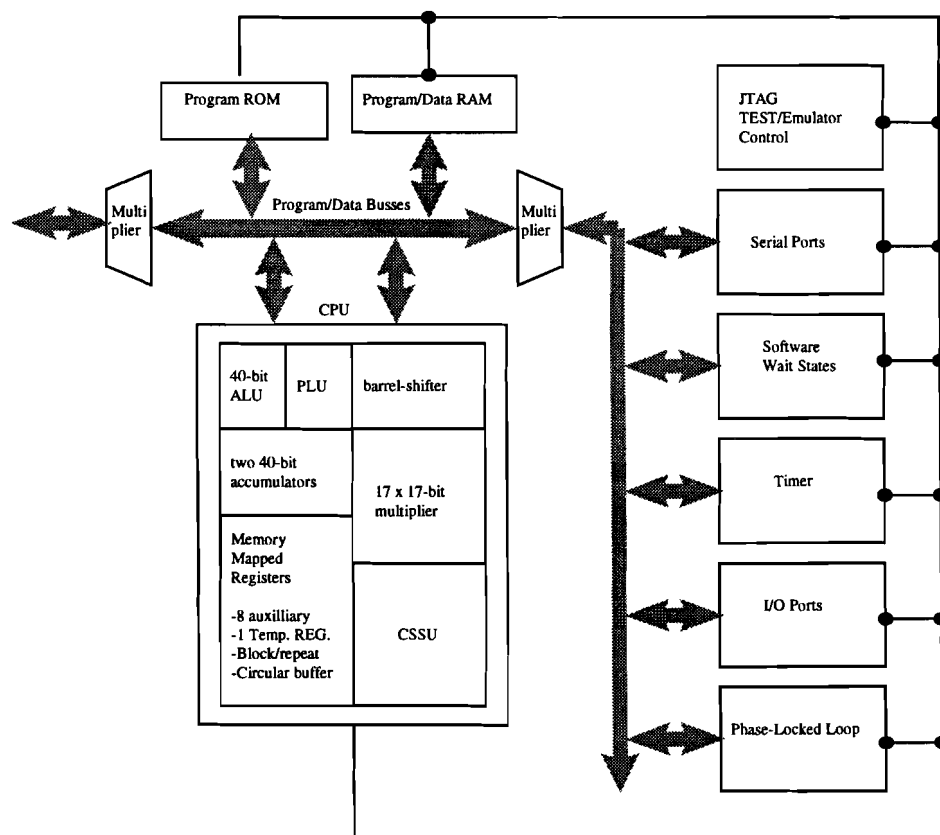 Program ROM
Program/Data RAM
JTAG
TEST/Emulator
Control
Multi
plier
Program/Data Busses
Multi
plier
Serial Ports
CPU
Software
Wait States
40-bit
ALU
PLU
barrel-shifter
two 40-bit
accumulators
17 x 17-bit
multiplier
Timer
Memory
Mapped
Registers
-8 auxilliary
-1 Temp. REG.
-Block/repeat
-Circular buffer
CSSU
I/O Ports
Phase-Locked Loop